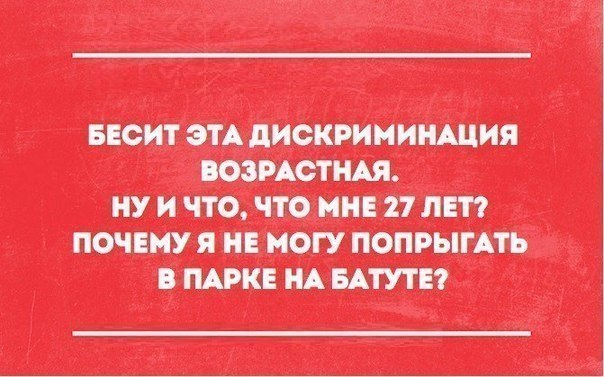 БЕСИТ ЭТА ДИСКРИМИНАЦИЯ
ВОЗРАСТНАЯ.
НУ И ЧТО, ЧТО МНЕ 27 ЛЕТ?
ПОЧЕМУ Я НЕ МОГУ ПОПРЫГАТЬ
В ПАРКЕ НА БАТУТЕ?